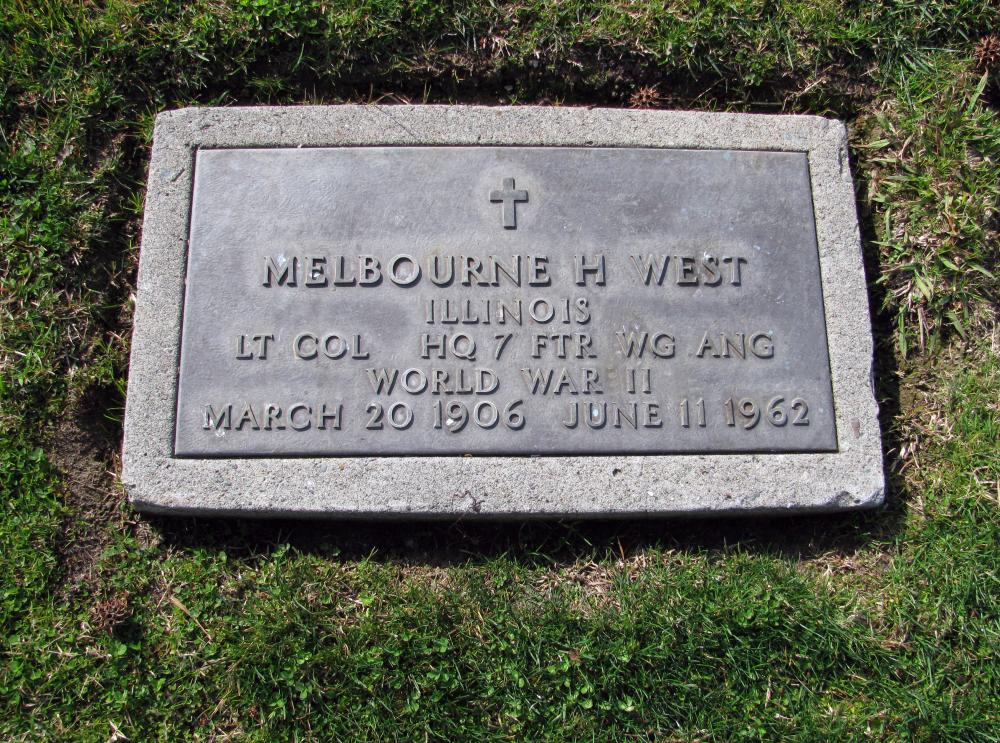 MELBOURNE H WEST
ILLINOIS
LT COL HQ 7 FTR WG ANG
WORLD WAR II
MARCH 20 1906 JUNE 11 1962